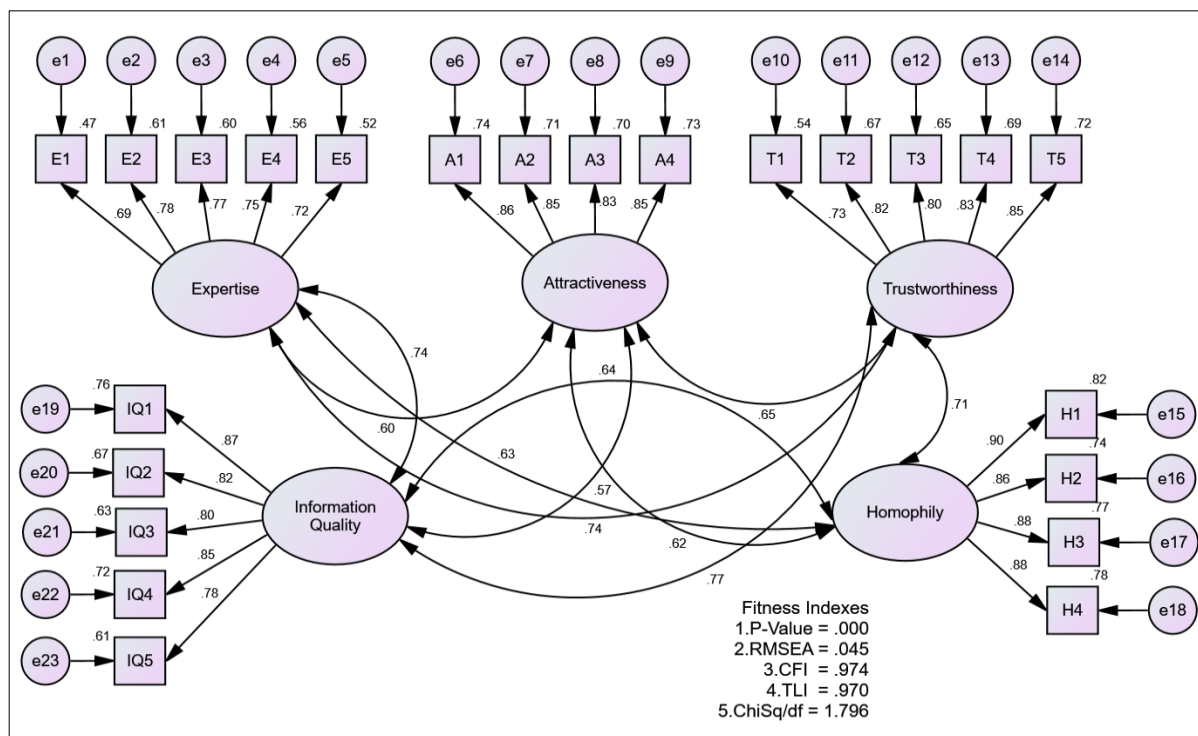 e1 e2 e3 e4 e5 e6 e7 e8 e9 e10 e11 e12 e13 e14
.47 .61 .60 .56 .52 .74 .71 .70 .73 .54 .67 .65 .69 .72
E1 E2 E3 E4 E5 A1 A2 A3 A4 T1 T2 T3 T4 T5
.69 .78 .77 .75 .72 .86 .85 .83 .85 .73 .82 .80 .83 .85
Expertise Attractiveness Trustworthiness
.74 .64 .65 .71
.60 .63 .57 .74 .62 .77
.76
e19 IQ1 .87
.67
e20 IQ2 .82
.63
e21 IQ3 .80
.72
e22 IQ4 .85
.61
e23 IQ5 .78
Information
Quality
Homophily
.82
.90 H1 e15
.74
.86 H2 e16
.77
.88 H3 e17
.78
.88 H4 e18
Fitness Indexes
1.P-Value = .000
2.RMSEA = .045
3.CFI = .974
4.TLI = .970
5.ChiSq/df = 1.796